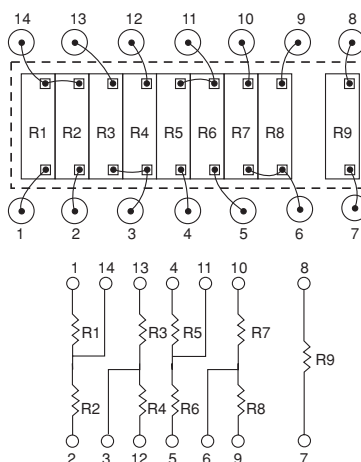 14 13 12 11 10 9 8
R1 R2 R3 R4 R5 R6 R7 R8 R9
1 2 3 4 5 6 7
1 14 13 4 11 10 8
R1 R3 R5 R7
R9
R2 R4 R6 R8
2 3 12 5 6 9 7